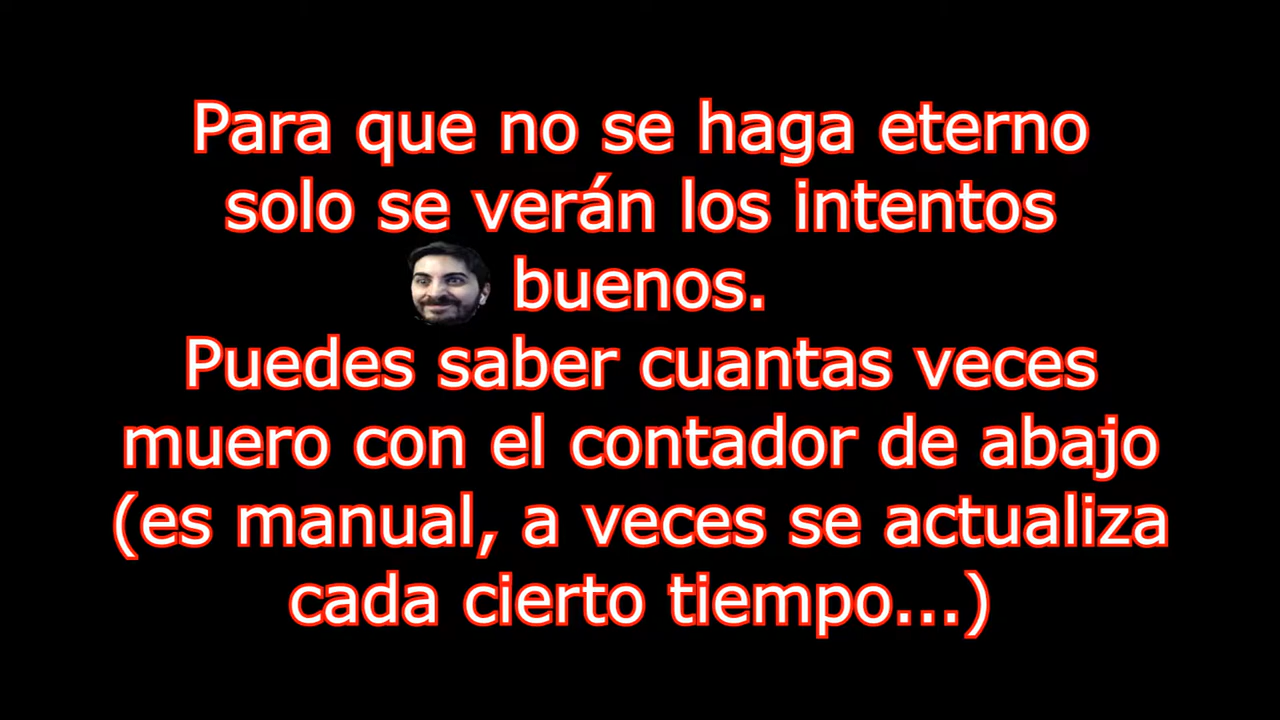 Para que no se haga eterno
solo se verán los intentos
buenos.
Puedes saber cuantas veces
muero con el contador de abajo
(es manual, a veces se actualiza
cada cierto tiempo...)